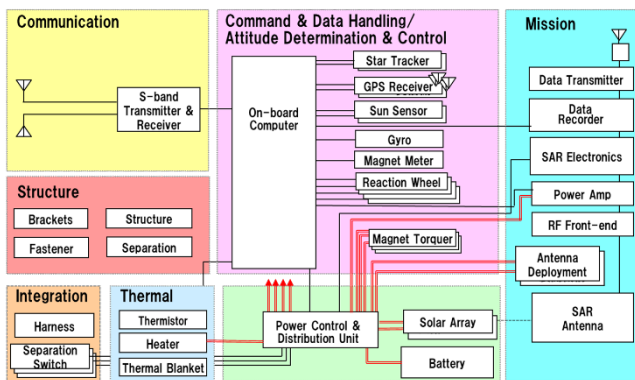 Communication
S-band
Transmitter &
Receiver
Command & Data Handling/
Attitude Determination & Control
On-board
Computer
Star Tracker
GPS Receiver
Sun Sensor
Gyro
Magnet Meter
Reaction Wheel
Magnet Torquer
Mission
Data Transmitter
Data
Recorder
SAR Electronics
Power Amp
RF Front-end
Antenna
Deployment
SAR
Antenna
Structure
Brackets
Structure
Fastener
Separation
Integration
Harness
Separation
Switch
Thermal
Thermistor
Heater
Thermal Blanket
Power Control &
Distribution Unit
Solar Array
Battery